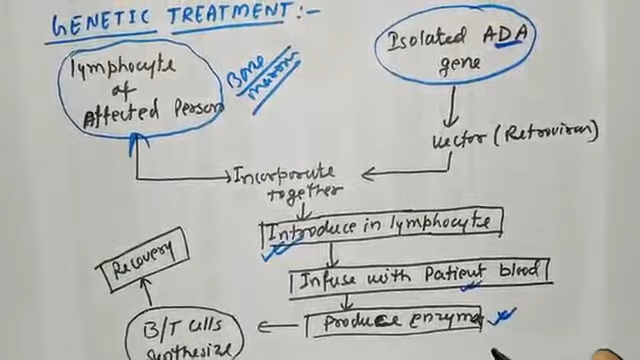 GENETIC TREATMENT:-
lymphocyte
of
Affected Person
Bone
marrow
Isolated ADA
gene
Vector (Retrovirus)
Incorporate
together
Introduce in lymphocyte
Infuse with Patient blood
Produce enzyme
B/T Cells
synthesize
Recovery